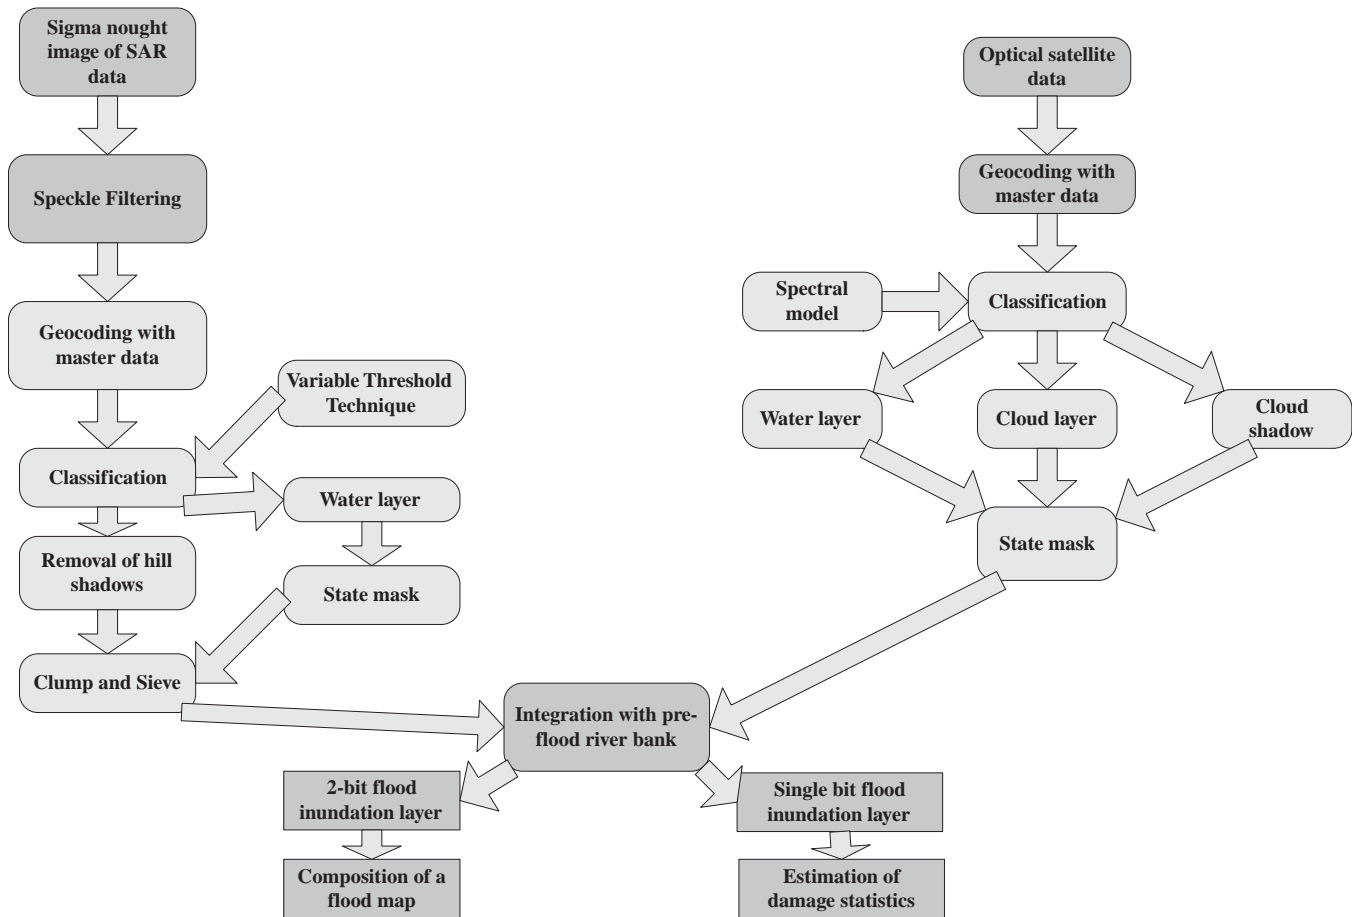 Sigma nought
image of SAR
data
Speckle Filtering
Geocoding with
master data
Variable Threshold
Technique
Classification
Water layer
Removal of hill
shadows
State mask
Clump and Sieve
Optical satellite
data
Geocoding with
master data
Spectral
model
Classification
Water layer
Cloud layer
Cloud
shadow
State mask
Integration with pre-
flood river bank
2-bit flood
inundation layer
Single bit flood
inundation layer
Composition of a
flood map
Estimation of
damage statistics